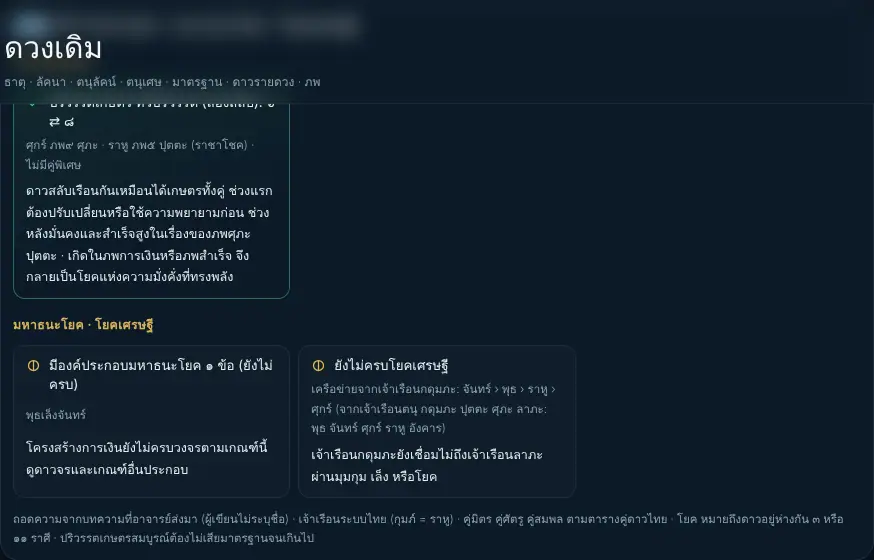 ดวงเดิม
ธาตุ · ลัคนา · ตนุลัคน์ · ตนุเศษ · มาตรฐาน · ดาวรายดวง · ภพ
⇄ ๘
ศุกร์ ภพ๙ ศุภะ · ราหู ภพ๕ ปุตตะ (ราชาโชค) ·
ไม่มีคู่พิเศษ
ดาวสลับเรือนกันเหมือนได้เกษตรทั้งคู่ ช่วงแรก
ต้องปรับเปลี่ยนหรือใช้ความพยายามก่อน ช่วง
หลังมั่นคงและสำเร็จสูงในเรื่องของภพศุภะ
ปุตตะ · เกิดในภพการเงินหรือภพสำเร็จ จึง
กลายเป็นโยคแห่งความมั่งคั่งที่ทรงพลัง
มหาธนะโยค · โยคเศรษฐี
มีองค์ประกอบมหาธนะโยค ๑ ข้อ (ยังไม่
ครบ)
พุธเล็งจันทร์
โครงสร้างการเงินยังไม่ครบวงจรตามเกณฑ์นี้
ดูดาวจรและเกณฑ์อื่นประกอบ
ยังไม่ครบโยคเศรษฐี
เครือข่ายจากเจ้าเรือนกดุมภะ: จันทร์ › พุธ › ราหู ›
ศุกร์ (จากเจ้าเรือนตนุ กดุมภะ ปุตตะ ศุภะ ลาภะ:
พุธ จันทร์ ศุกร์ ราหู อังคาร)
เจ้าเรือนกดุมภะยังเชื่อมไม่ถึงเจ้าเรือนลาภะ
ผ่านมุมกุม เล็ง หรือโยค
ถอดความจากบทความที่อาจารย์ส่งมา (ผู้เขียนไม่ระบุชื่อ) · เจ้าเรือนระบบไทย (กุมภ์ = ราหู) · คู่มิตร คู่ศัตรู คู่สมพล ตามตารางคู่ดาวไทย · โยค หมายถึงดาวอยู่ห่างกัน ๓ หรือ
๑๑ ราศี · ปริวรรตเกษตรสมบูรณ์ต้องไม่เสียมาตรฐานจนเกินไป